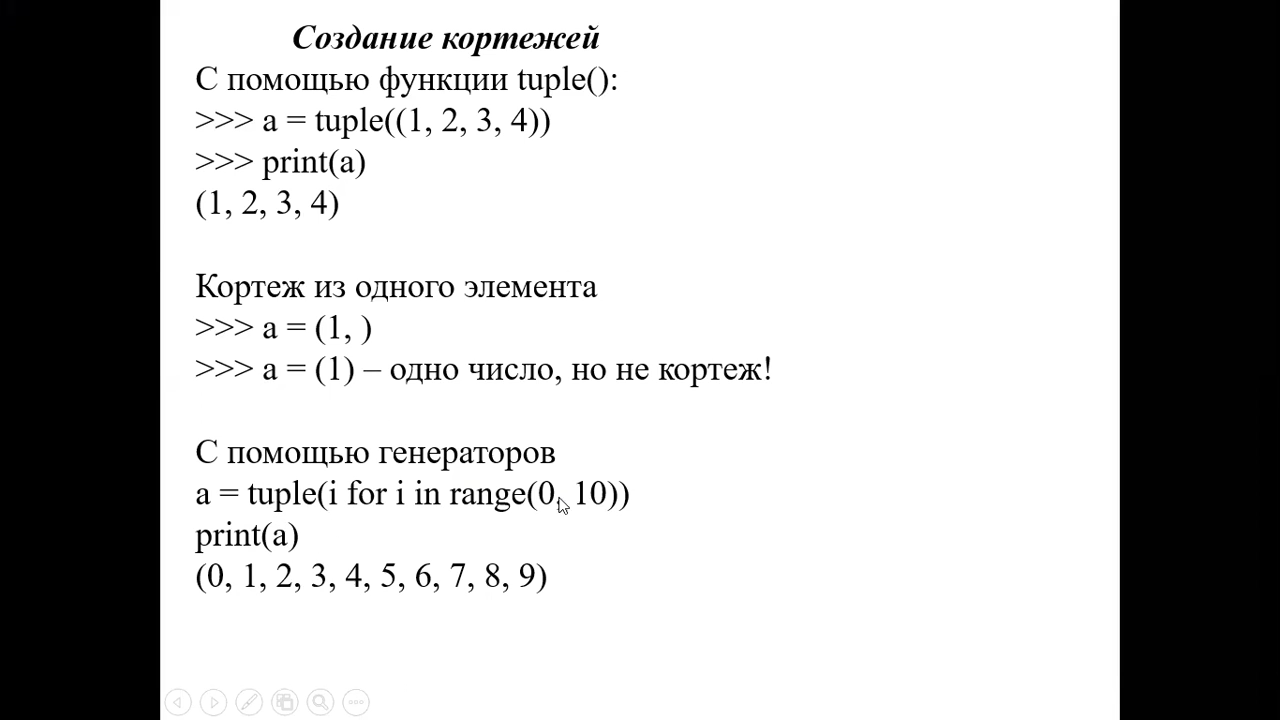 Создание кортежей
С помощью функции tuple():
>>> a = tuple((1, 2, 3, 4))
>>> print(a)
(1, 2, 3, 4)
Кортеж из одного элемента
>>> a = (1, )
>>> a = (1) – одно число, но не кортеж!
С помощью генераторов
a = tuple(i for i in range(0, 10))
print(a)
(0, 1, 2, 3, 4, 5, 6, 7, 8, 9)